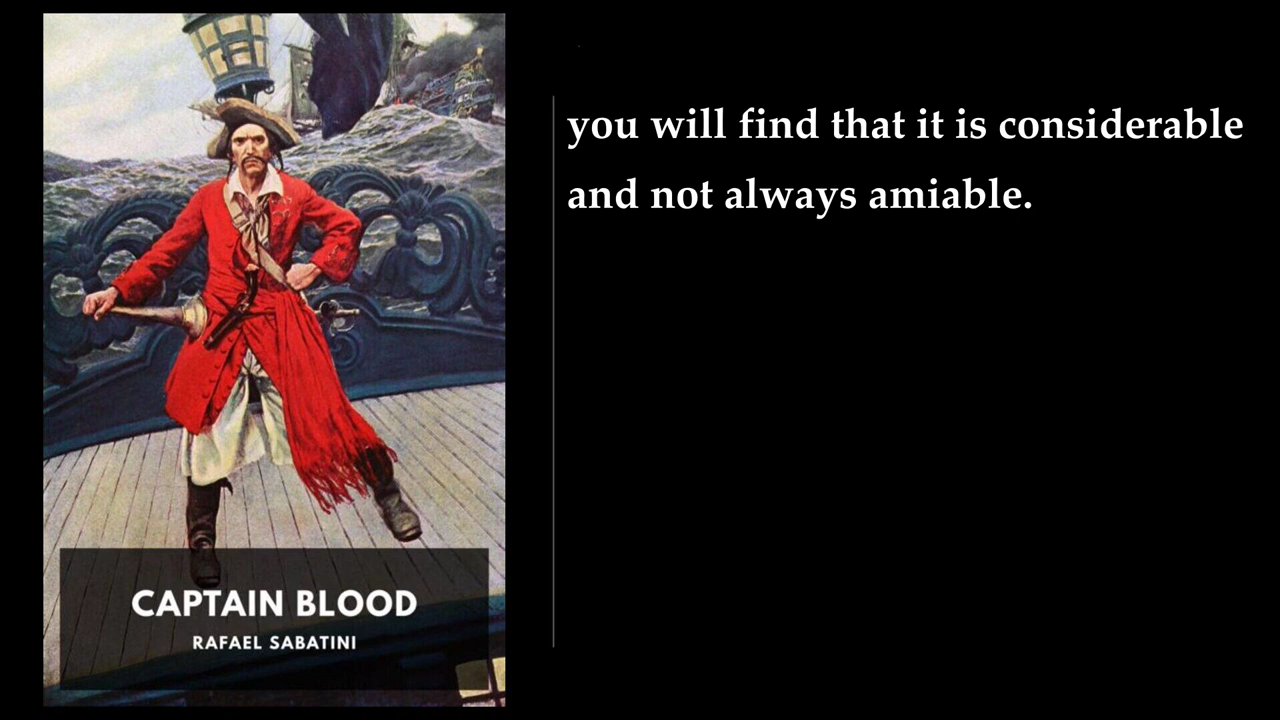 you will find that it is considerable
and not always amiable.
CAPTAIN BLOOD
RAFAEL SABATINI